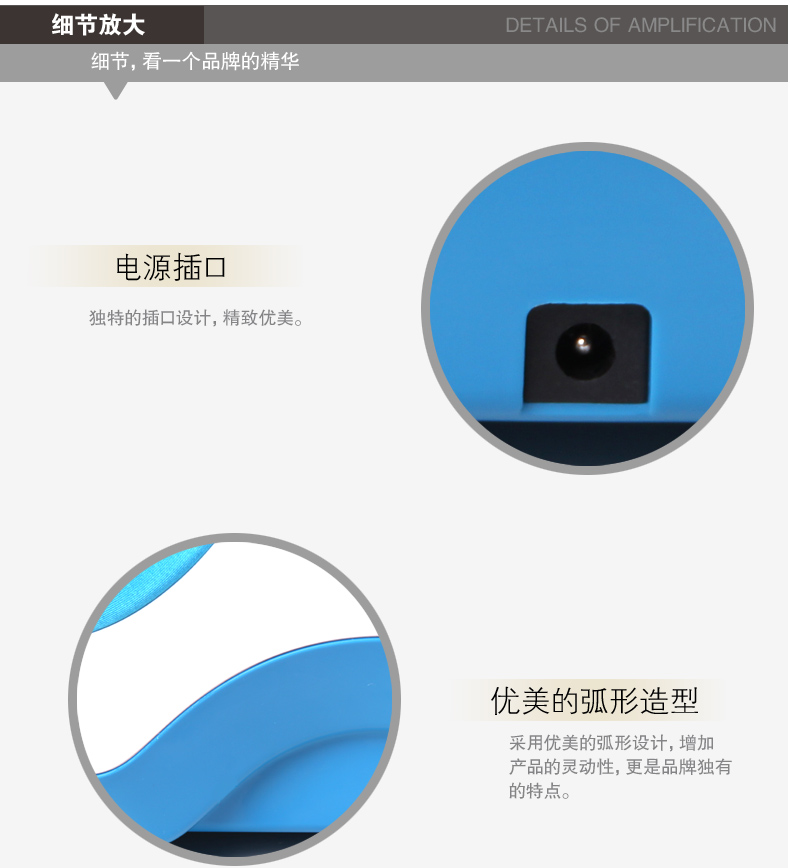 细节放大
DETAILS OF AMPLIFICATION
细节，看一个品牌的精华
电源插口
独特的插口设计，精致优美。
优美的弧形造型
采用优美的弧形设计，增加
产品的灵动性，更是品牌独有
的特点。